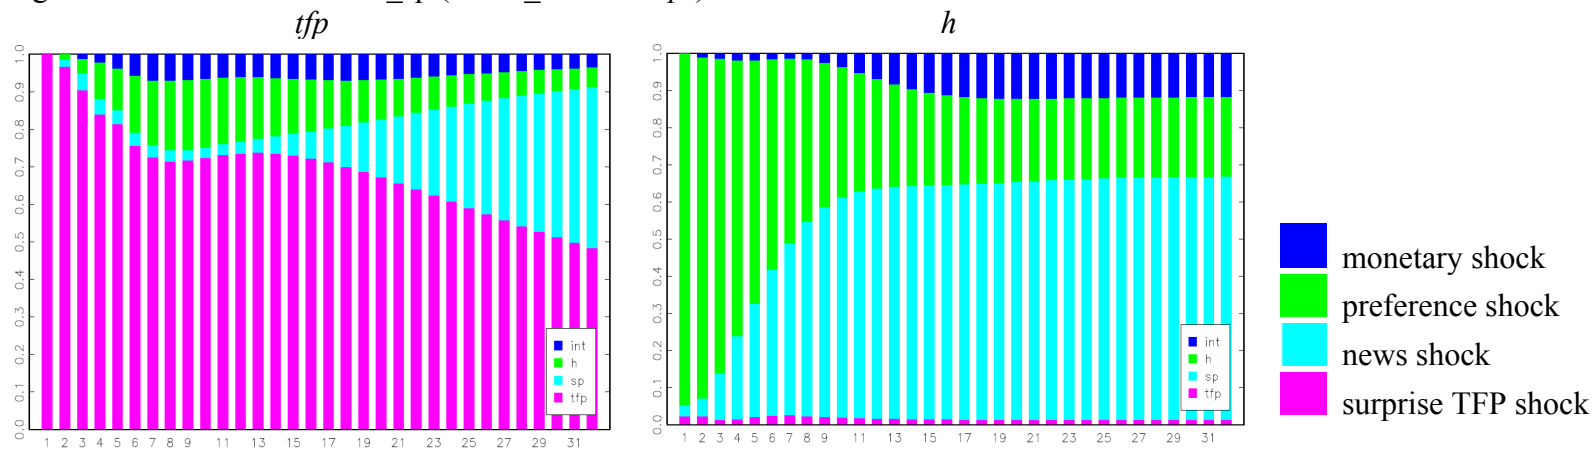 tfp
h
1.0
0.9
0.8
0.7
0.6
0.5
0.4
0.3
0.2
0.1
0.0
int
h
sp
tfp
1 2 3 4 5 6 7 8 9 11 13 15 17 19 21 23 25 27 29 31
1.0
0.9
0.8
0.7
0.6
0.5
0.4
0.3
0.2
0.1
0.0
int
h
sp
tfp
1 2 3 4 5 6 7 8 9 11 13 15 17 19 21 23 25 27 29 31
monetary shock
preference shock
news shock
surprise TFP shock